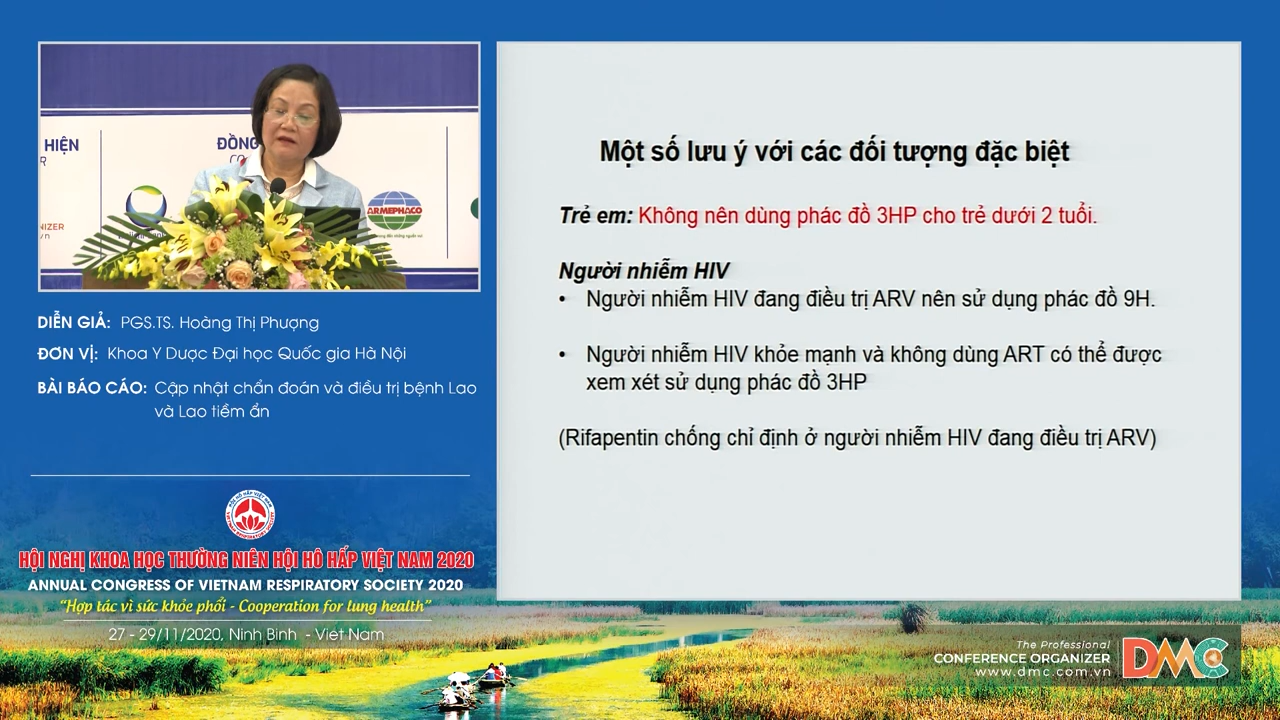 HIỆN
ĐỒNG
ARMEPHACO
DIỄN GIẢ: PGS.TS. Hoàng Thị Phượng
ĐƠN VỊ: Khoa Y Dược Đại học Quốc gia Hà Nội
BÀI BÁO CÁO: Cập nhật chẩn đoán và điều trị bệnh Lao
và Lao tiềm ẩn
HỘI NGHỊ KHOA HỌC THƯỜNG NIÊN HỘI HÔ HẤP VIỆT NAM 2020
ANNUAL CONGRESS OF VIETNAM RESPIRATORY SOCIETY 2020
“Hợp tác vì sức khỏe phổi - Cooperation for lung health”
27 - 29/11/2020, Ninh Bình - Việt Nam
Một số lưu ý với các đối tượng đặc biệt
Trẻ em: Không nên dùng phác đồ 3HP cho trẻ dưới 2 tuổi.
Người nhiễm HIV
• Người nhiễm HIV đang điều trị ARV nên sử dụng phác đồ 9H.
• Người nhiễm HIV khỏe mạnh và không dùng ART có thể được
xem xét sử dụng phác đồ 3HP
(Rifapentin chống chỉ định ở người nhiễm HIV đang điều trị ARV)
The Professional
CONFERENCE ORGANIZER
www.dmc.com.vn
DMC